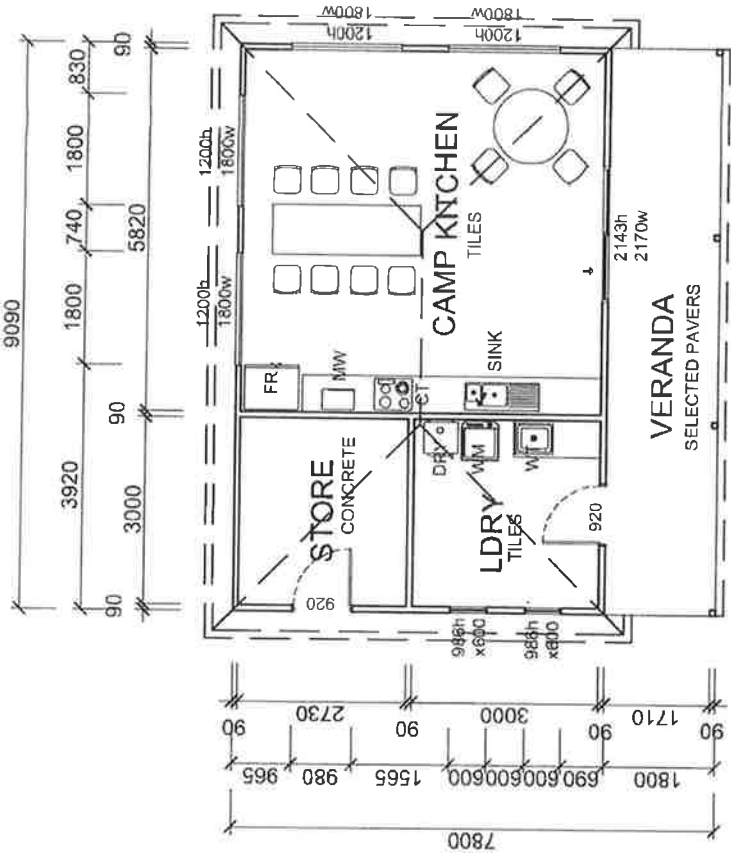 9090
830
1800
740
1800
3920
90
5820
90
3000
90
1800w
1200h
1800w
1200h
1200h
1800w
1200h
1800w
CAMP KITCHEN
TILES
FR
MW
CT
SINK
STORE
CONCRETE
920
DRY
WM
WT
LDRY
TILES
920
2143h
2170w
VERANDA
SELECTED PAVERS
986h
x600
986h
x600
90
2730
90
3000
90
1710
90
965
980
1565
600
600
600
690
1800
7800